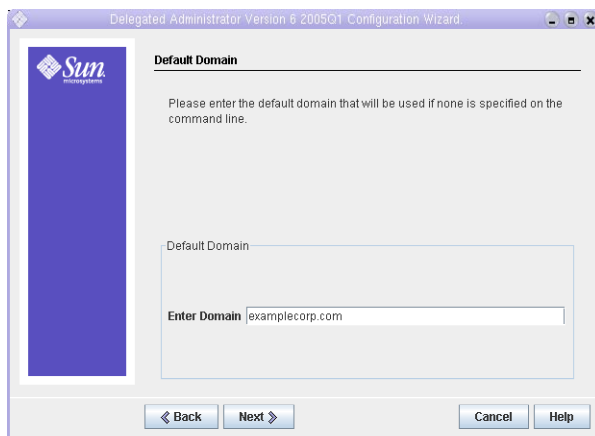 Delegated Administrator Version 6 2005Q1 Configuration Wizard.
Sun
microsystems
Default Domain
Please enter the default domain that will be used if none is specified on the
command line.
Default Domain
Enter Domain examplecorp.com
Back Next Cancel Help